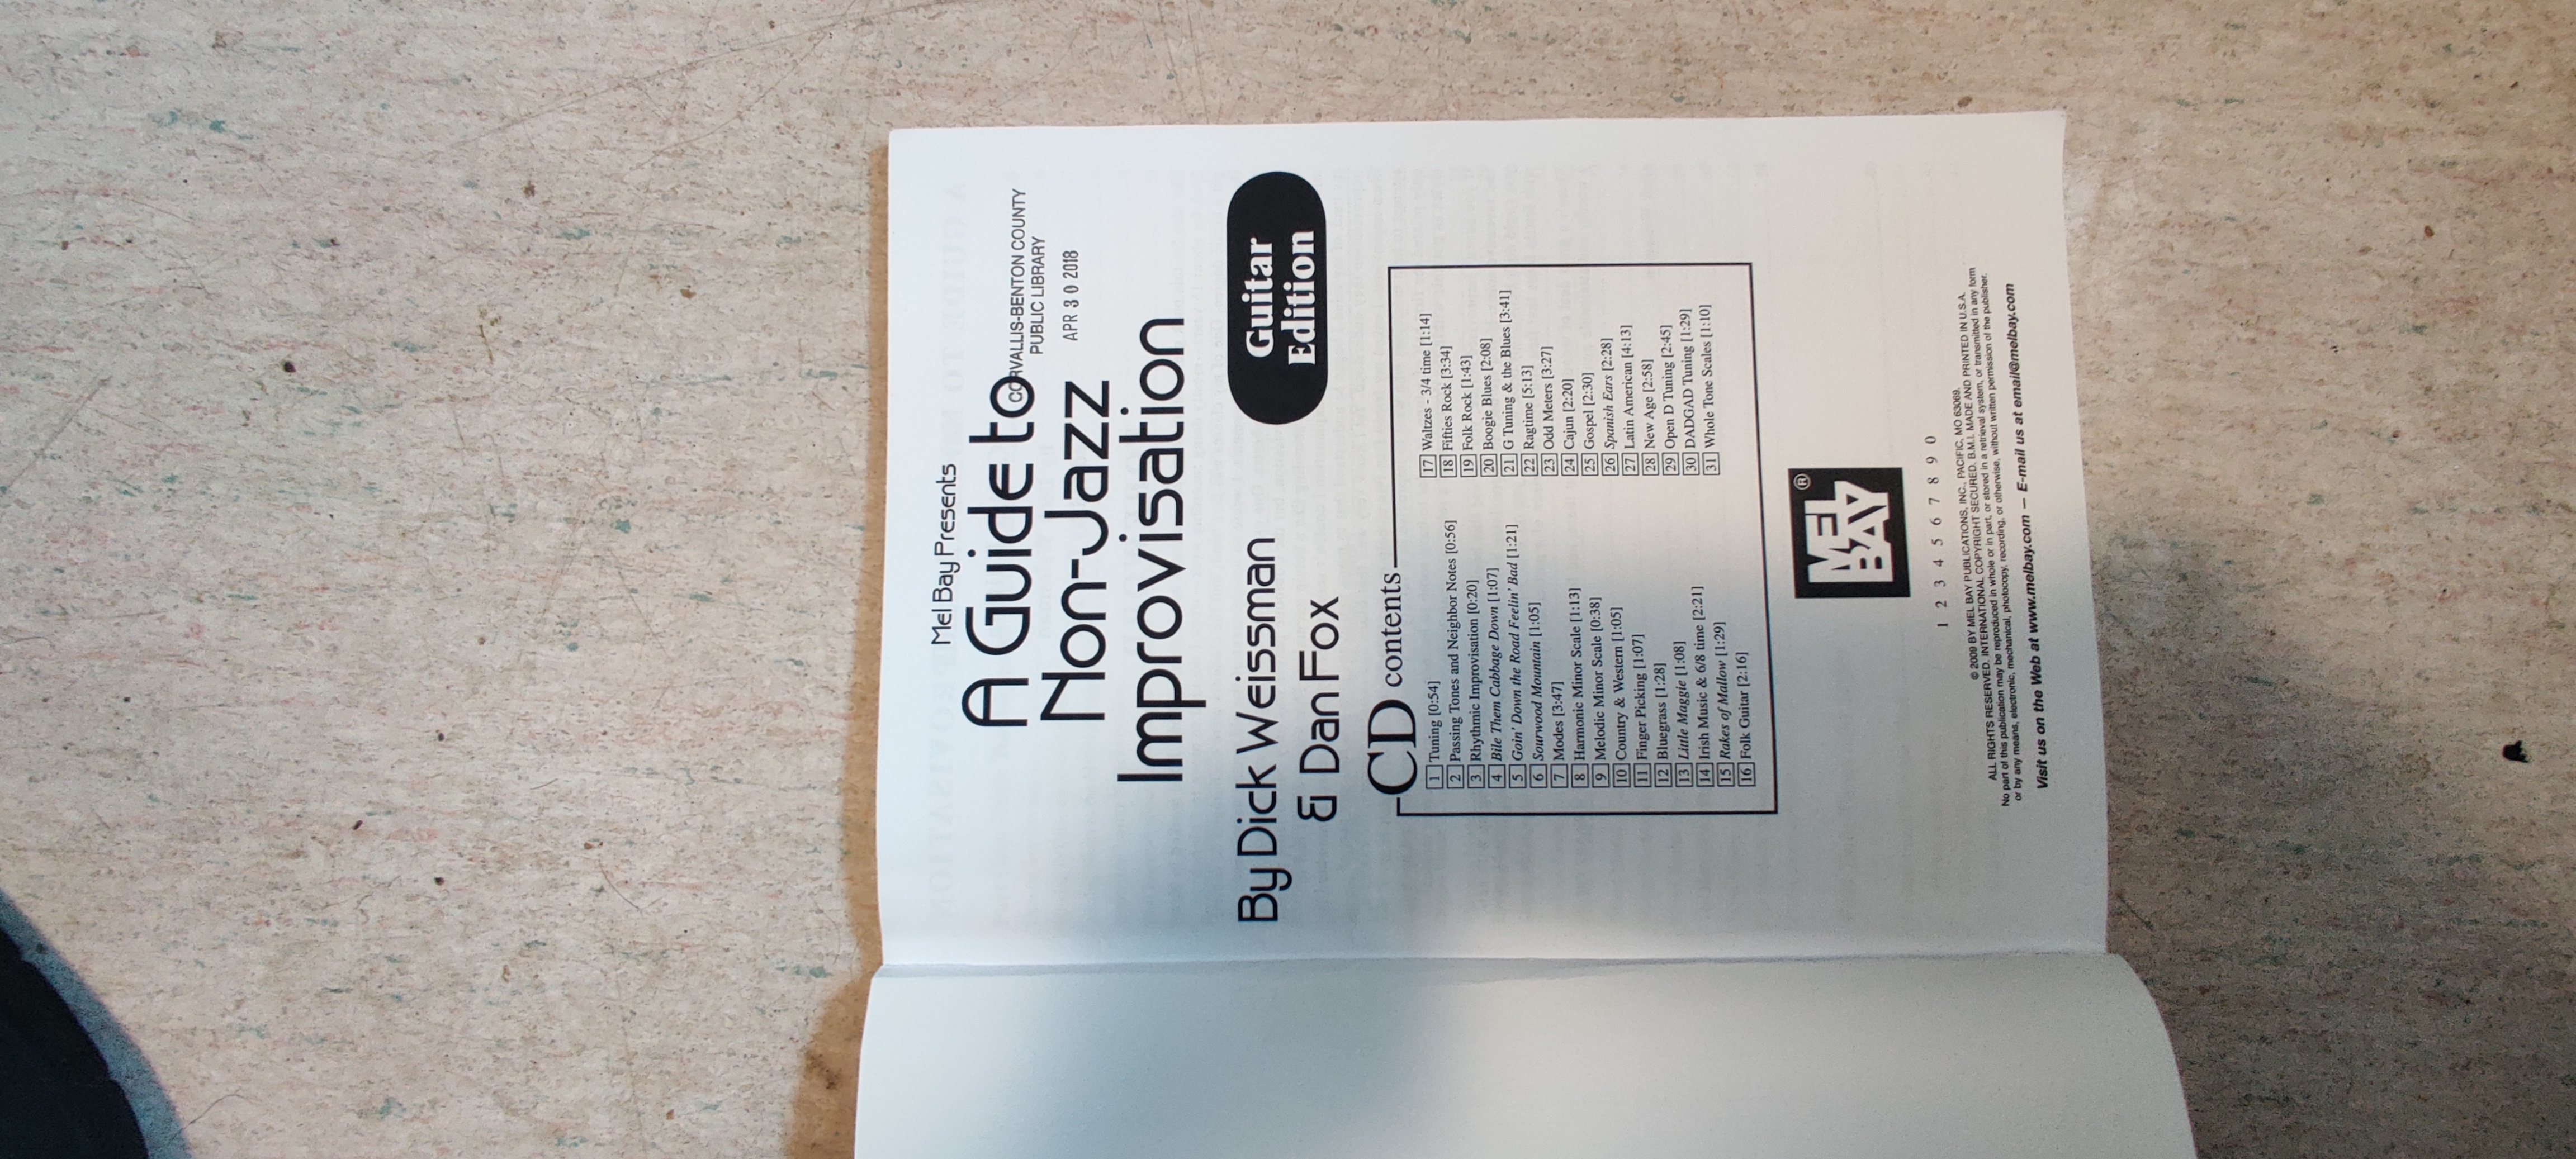 Mel Bay Presents
A Guide to
Non-Jazz
Improvisation
CORVALLIS-BENTON COUNTY
PUBLIC LIBRARY
APR 30 2018
By Dick Weissman
& Dan Fox
Guitar
Edition
CD contents
1 Tuning [0:54]
2 Passing Tones and Neighbor Notes [0:56]
3 Rhythmic Improvisation [0:20]
4 Bile Them Cabbage Down [1:07]
5 Goin' Down the Road Feelin' Bad [1:21]
6 Sourwood Mountain [1:05]
7 Modes [3:47]
8 Harmonic Minor Scale [1:13]
9 Melodic Minor Scale [0:38]
10 Country & Western [1:05]
11 Finger Picking [1:07]
12 Bluegrass [1:28]
13 Little Maggie [1:08]
14 Irish Music & 6/8 time [2:21]
15 Rakes of Mallow [1:29]
16 Folk Guitar [2:16]
17 Waltzes - 3/4 time [1:14]
18 Fifties Rock [3:34]
19 Folk Rock [1:43]
20 Boogie Blues [2:08]
21 G Tuning & the Blues [3:41]
22 Ragtime [5:13]
23 Odd Meters [3:27]
24 Cajun [2:20]
25 Gospel [2:30]
26 Spanish Ears [2:28]
27 Latin American [4:13]
28 New Age [2:58]
29 Open D Tuning [2:45]
30 DADGAD Tuning [1:29]
31 Whole Tone Scales [1:10]
MEL
BAY ®
1 2 3 4 5 6 7 8 9 0
© 2009 BY MEL BAY PUBLICATIONS, INC., PACIFIC, MO 63069.
ALL RIGHTS RESERVED. INTERNATIONAL COPYRIGHT SECURED. B.M.I. MADE AND PRINTED IN U.S.A.
No part of this publication may be reproduced in whole or in part, or stored in a retrieval system, or transmitted in any form
or by any means, electronic, mechanical, photocopy, recording, or otherwise, without written permission of the publisher.
Visit us on the Web at www.melbay.com — E-mail us at email@melbay.com